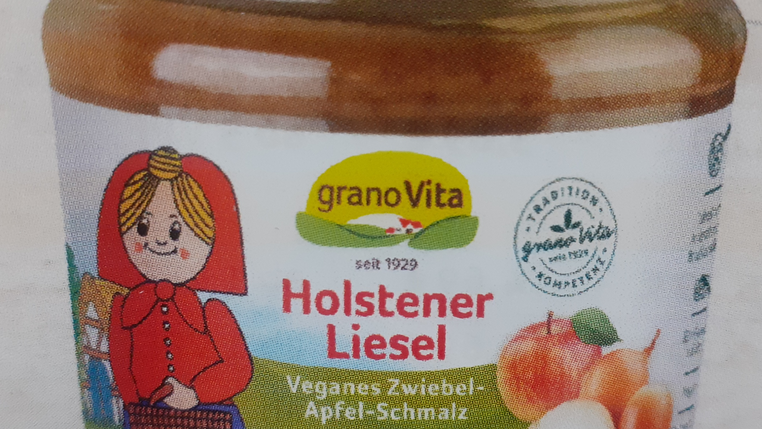 granoVita
seit 1929
Holstener
Liesel
Veganes Zwiebel-
Apfel-Schmalz
TRADITION
granoVita
seit 1929
KOMPETENZ